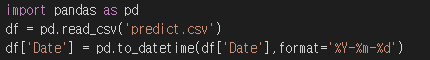 import pandas as pd
df = pd.read_csv('predict.csv')
df['Date'] = pd.to_datetime(df['Date'],format='%Y-%m-%d')